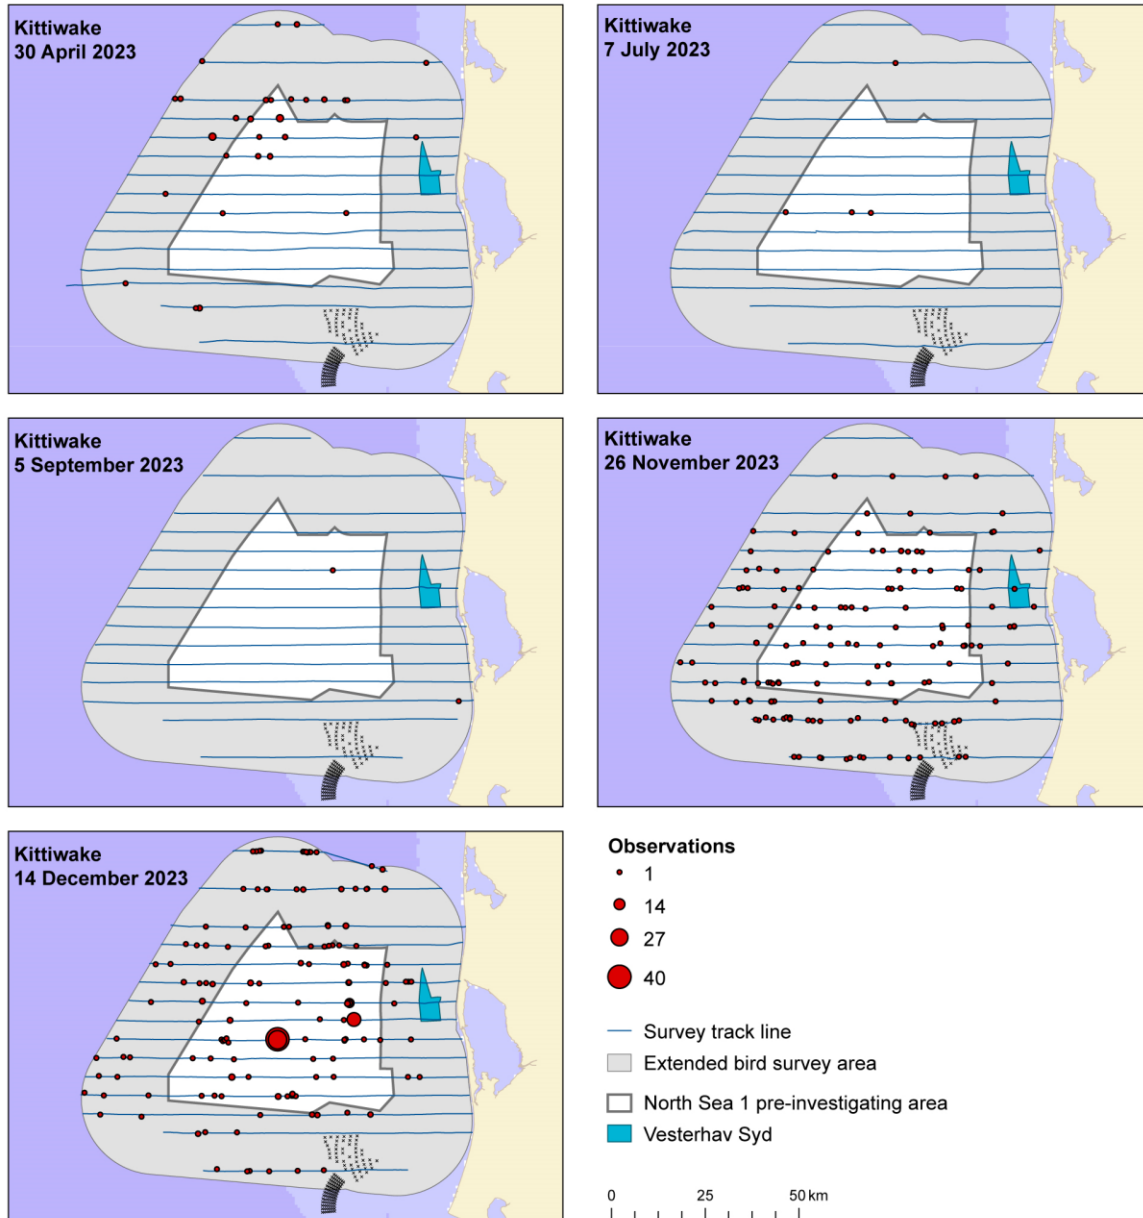 Kittiwake
30 April 2023
Kittiwake
7 July 2023
Kittiwake
5 September 2023
Kittiwake
26 November 2023
Kittiwake
14 December 2023
Observations
1
14
27
40
Survey track line
Extended bird survey area
North Sea 1 pre-investigating area
Vesterhav Syd
0 25 50 km